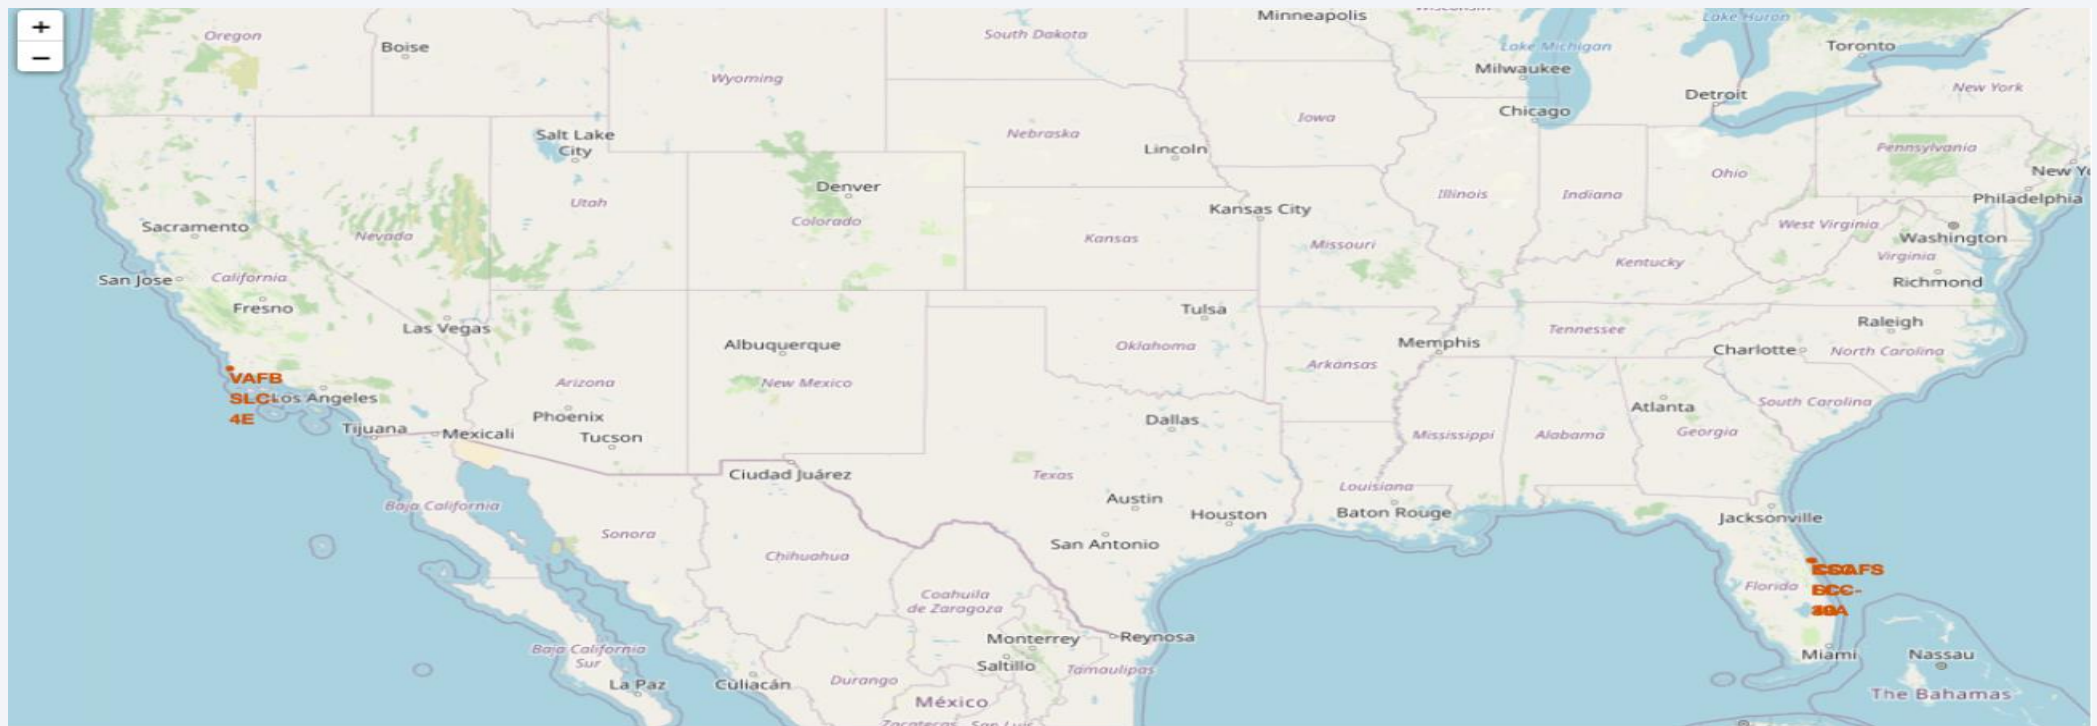 +
−
Oregon
Boise
South Dakota
Minneapolis
Wisconsin
Lake Huron
Lake Michigan
Toronto
Milwaukee
Wyoming
Detroit
New York
Chicago
Iowa
Salt Lake
City
Nebraska
Lincoln
Pennsylvania
Ohio
New Y
Denver
Illinois
Indiana
Philadelphia
Utah
Kansas City
Colorado
Sacramento
Nevada
Kansas
Missouri
West Virginia
Washington
Virginia
Kentucky
San Jose
California
Richmond
Fresno
Tulsa
Las Vegas
Raleigh
Tennessee
Albuquerque
Oklahoma
Memphis
Charlotte
North Carolina
Arkansas
VAFB
SLC-
4E
Los Angeles
Arizona
New Mexico
South Carolina
Phoenix
Atlanta
Dallas
Tijuana
Mexicali
Tucson
Mississippi
Alabama
Georgia
Ciudad Juárez
Texas
Louisiana
Austin
Baja California
Houston
Baton Rouge
Jacksonville
Sonora
San Antonio
Chihuahua
Florida
Coahuila
de Zaragoza
Monterrey
Reynosa
Baja California
Sur
Saltillo
Tamaulipas
Miami
Nassau
La Paz
Culiacán
Durango
México
The Bahamas
Zacatecas
San Luis